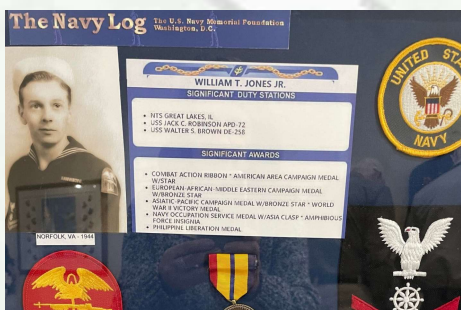 The Navy Log The U.S. Navy Memorial Foundation
Washington, D.C.
WILLIAM T. JONES JR.
SIGNIFICANT DUTY STATIONS
• NTS GREAT LAKES, IL
• USS JACK C. ROBINSON APD-72
• USS WALTER S. BROWN DE-258
SIGNIFICANT AWARDS
• COMBAT ACTION RIBBON * AMERICAN AREA CAMPAIGN MEDAL
W/STAR
• EUROPEAN-AFRICAN-MIDDLE EASTERN CAMPAIGN MEDAL
W/BRONZE STAR
• ASIATIC-PACIFIC CAMPAIGN MEDAL W/BRONZE STAR * WORLD
WAR II VICTORY MEDAL
• NAVY OCCUPATION SERVICE MEDAL W/ASIA CLASP * AMPHIBIOUS
FORCE INSIGNIA
• PHILIPPINE LIBERATION MEDAL
UNITED STA
NAVY
NORFOLK, VA - 1944